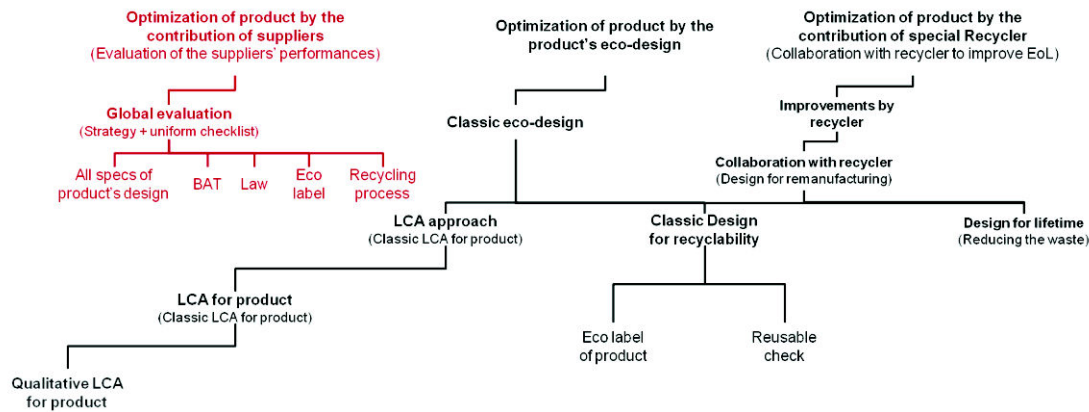 Optimization of product by the
contribution of suppliers
(Evaluation of the suppliers' performances)
Optimization of product by the
product's eco-design
Optimization of product by the
contribution of special Recycler
(Collaboration with recycler to improve EoL)
Global evaluation
(Strategy + uniform checklist)
Classic eco-design
Improvements by
recycler
All specs of
product's design
BAT
Law
Eco
label
Recycling
process
Collaboration with recycler
(Design for remanufacturing)
LCA approach
(Classic LCA for product)
Classic Design
for recyclability
Design for lifetime
(Reducing the waste)
LCA for product
(Classic LCA for product)
Eco label
of product
Reusable
check
Qualitative LCA
for product